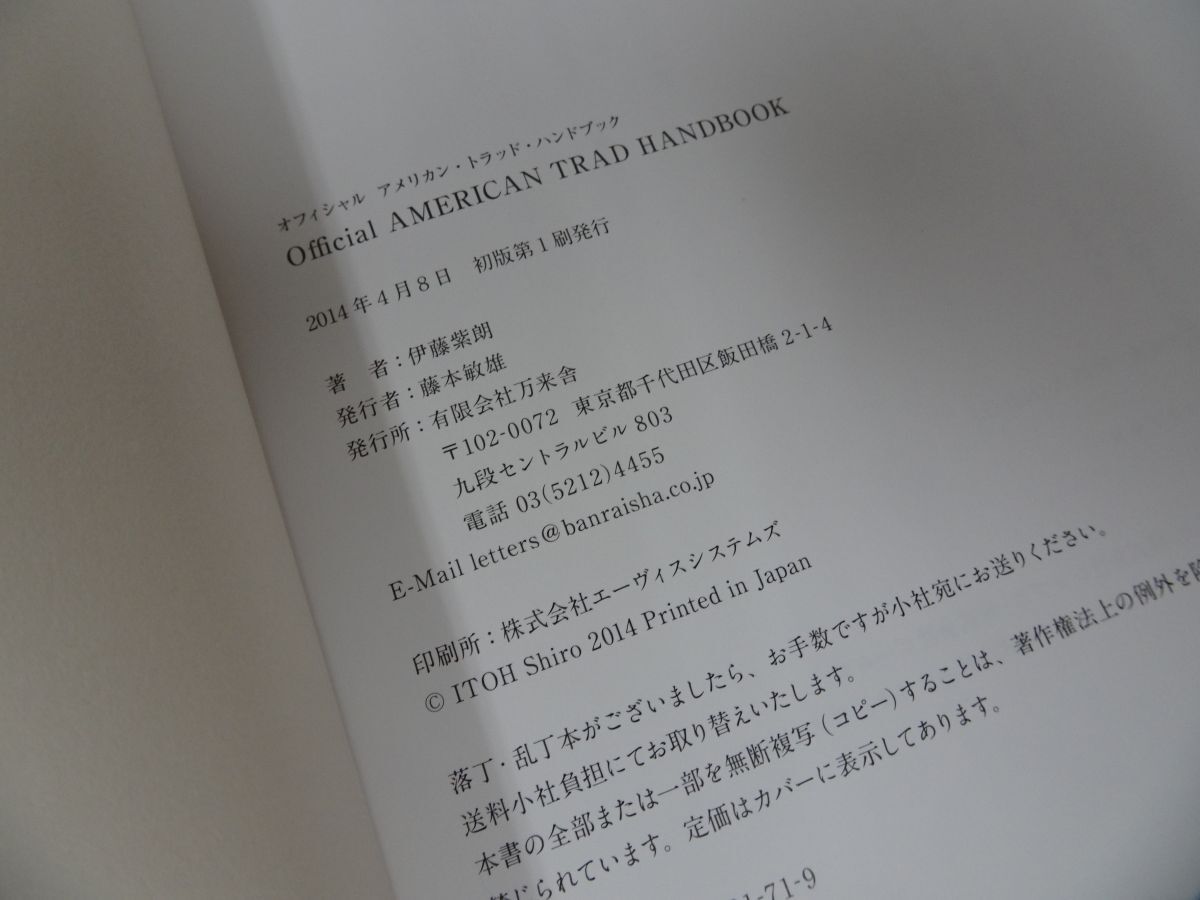 オフィシャル アメリカン・トラッド・ハンドブック
Official AMERICAN TRAD HANDBOOK
2014年4月8日 初版第1刷発行
著 者：伊藤紫朗
発行者：藤本敏雄
発行所：有限会社万来舎
〒102-0072 東京都千代田区飯田橋2-1-4
九段セントラルビル 803
電話 03(5212)4455
E-Mail letters@banraisha.co.jp
印刷所：株式会社エーヴィスシステムズ
© ITOH Shiro 2014 Printed in Japan
落丁・乱丁本がございましたら、お手数ですが小社宛にお送りください。
送料小社負担にてお取り替えいたします。
本書の全部または一部を無断複写(コピー)することは、著作権法上の例外を
じられています。定価はカバーに表示してあります。
-71-9